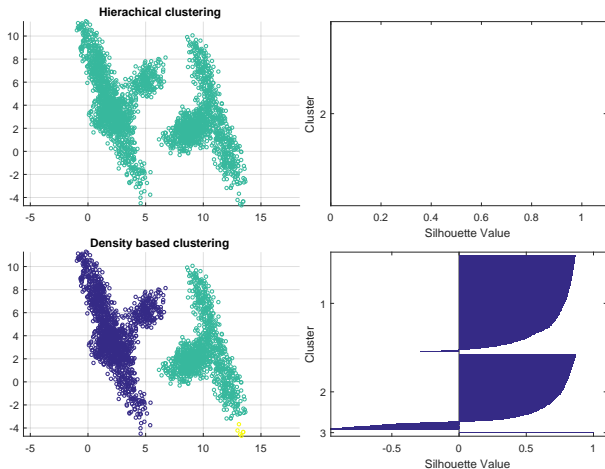 Hierachical clustering
10
8
6
4
2
0
-2
-4
-5 0 5 10 15
Cluster
2
0 0.2 0.4 0.6 0.8 1
Silhouette Value
Density based clustering
10
8
6
4
2
0
-2
-4
-5 0 5 10 15
Cluster
1
2
3
-0.5 0 0.5 1
Silhouette Value